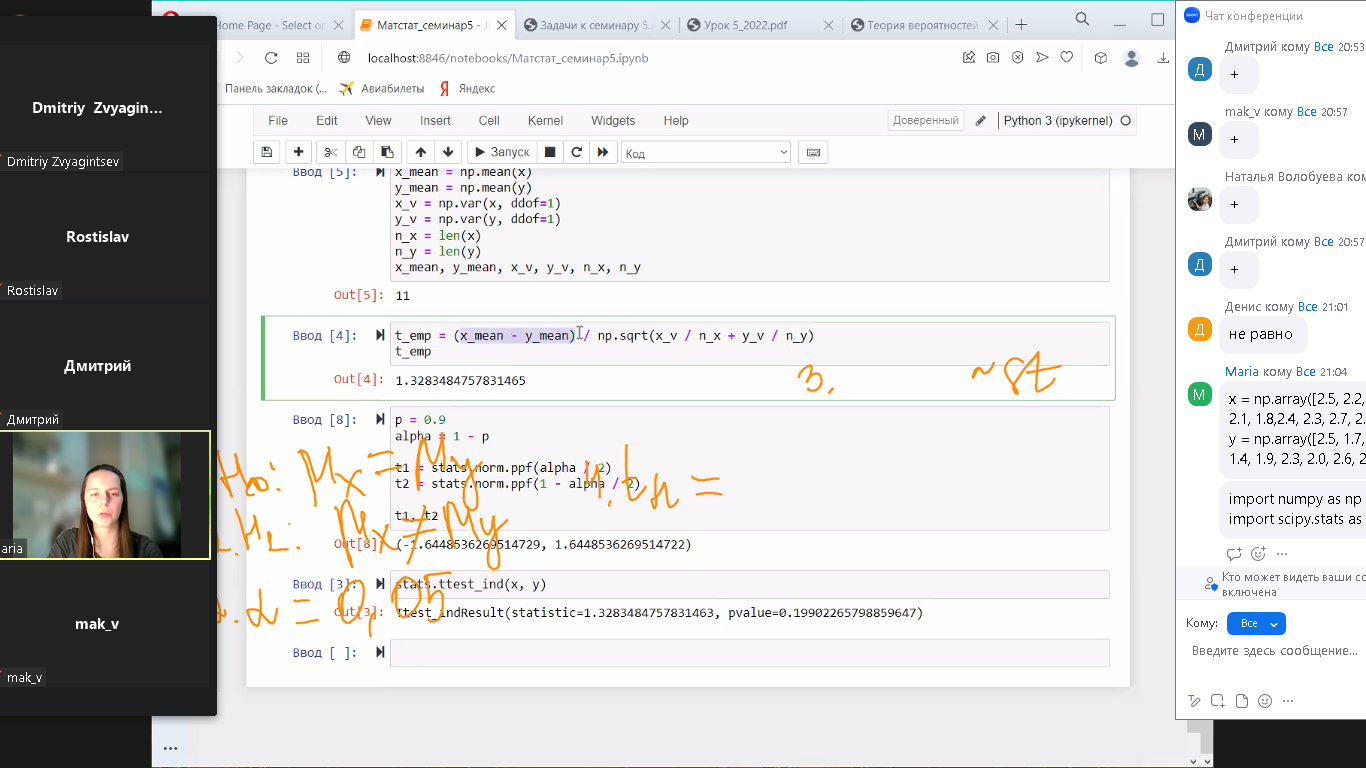 Home Page - Select or
Матстат_семинар5 - J
Задачи к семинару 5.
Урок 5_2022.pdf
Теория вероятностей
localhost:8846/notebooks/Матстат_семинар5.ipynb
Панель закладок (...
Авиабилеты
Яндекс
File Edit View Insert Cell Kernel Widgets Help
Доверенный
Python 3 (ipykernel)
Запуск
Код
Ввод [5]:
x_mean = np.mean(x)
y_mean = np.mean(y)
x_v = np.var(x, ddof=1)
y_v = np.var(y, ddof=1)
n_x = len(x)
n_y = len(y)
x_mean, y_mean, x_v, y_v, n_x, n_y
Out[5]: 11
Ввод [4]:
t_emp = (x_mean - y_mean) / np.sqrt(x_v / n_x + y_v / n_y)
t_emp
Out[4]: 1.3283484757831465
3. ~ st
Ввод [8]:
p = 0.9
alpha = 1 - p
t1 = stats.norm.ppf(alpha / 2)
t2 = stats.norm.ppf(1 - alpha / 2)
t1, t2
Out[8]: (-1.6448536269514729, 1.6448536269514722)
H₀: Mx = My
H₁: Mx ≠ My
α = 0,05
4. tн =
Ввод [3]:
stats.ttest_ind(x, y)
Out[3]: Ttest_indResult(statistic=1.3283484757831463, pvalue=0.19902265798859647)
Ввод [ ]:
Dmitriy Zvyagin...
Dmitriy Zvyagintsev
Rostislav
Rostislav
Дмитрий
Дмитрий
aria
mak_v
mak_v
zoom
Чат конференции
Дмитрий кому Все 20:53
Д
+
mak_v кому Все 20:57
M
+
Наталья Волобуева ком
+
Дмитрий кому Все 20:57
Д
+
Денис кому Все 21:01
Д
не равно
Maria кому Все 21:04
M
x = np.array([2.5, 2.2,
2.1, 1.8,2.4, 2.3, 2.7, 2.
y = np.array([2.5, 1.7,
1.4, 1.9, 2.3, 2.0, 2.6, 2
import numpy as np
import scipy.stats as
Кто может видеть ваши со
включена
Кому: Все
Введите здесь сообщение...